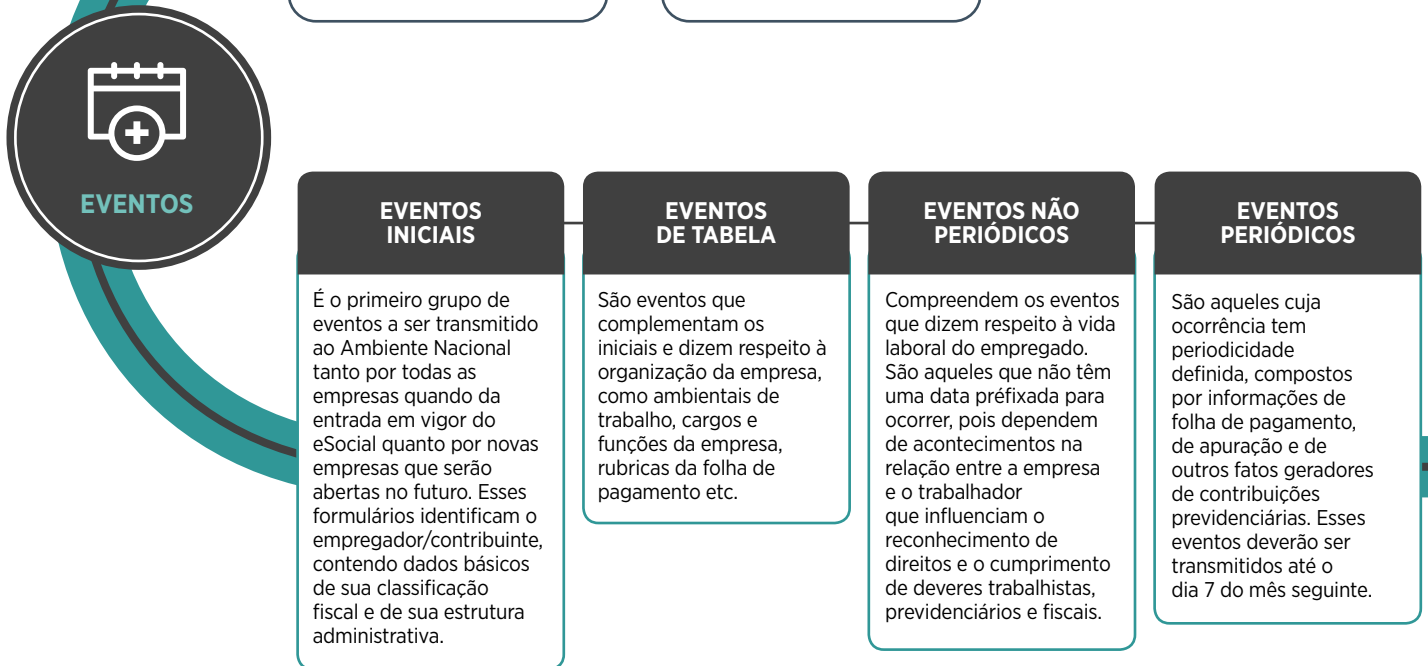 EVENTOS
EVENTOS
INICIAIS
É o primeiro grupo de
eventos a ser transmitido
ao Ambiente Nacional
tanto por todas as
empresas quando da
entrada em vigor do
eSocial quanto por novas
empresas que serão
abertas no futuro. Esses
formulários identificam o
empregador/contribuinte,
contendo dados básicos
de sua classificação
fiscal e de sua estrutura
administrativa.
EVENTOS
DE TABELA
São eventos que
complementam os
iniciais e dizem respeito à
organização da empresa,
como ambientais de
trabalho, cargos e
funções da empresa,
rubricas da folha de
pagamento etc.
EVENTOS NÃO
PERIÓDICOS
Compreendem os eventos
que dizem respeito à vida
laboral do empregado.
São aqueles que não têm
uma data préfixada para
ocorrer, pois dependem
de acontecimentos na
relação entre a empresa
e o trabalhador
que influenciam o
reconhecimento de
direitos e o cumprimento
de deveres trabalhistas,
previdenciários e fiscais.
EVENTOS
PERIÓDICOS
São aqueles cuja
ocorrência tem
periodicidade
definida, compostos
por informações de
folha de pagamento,
de apuração e de
outros fatos geradores
de contribuições
previdenciárias. Esses
eventos deverão ser
transmitidos até o
dia 7 do mês seguinte.